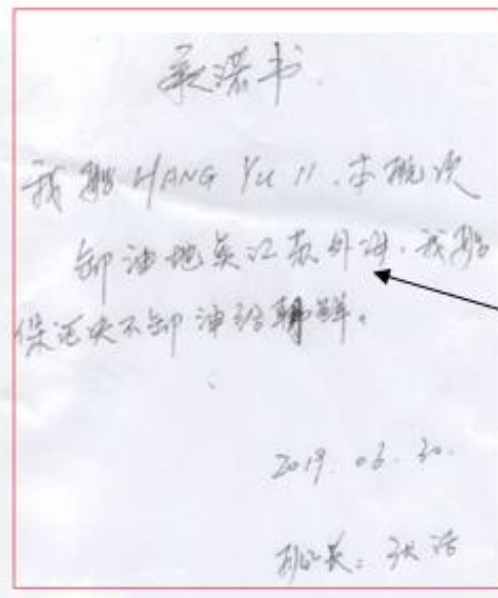 承诺书.
我船 HANG YU 11. 本航次
卸油地点江苏外海. 我船
保证决不卸油给朝鲜。
2019. 30.
船长: 张